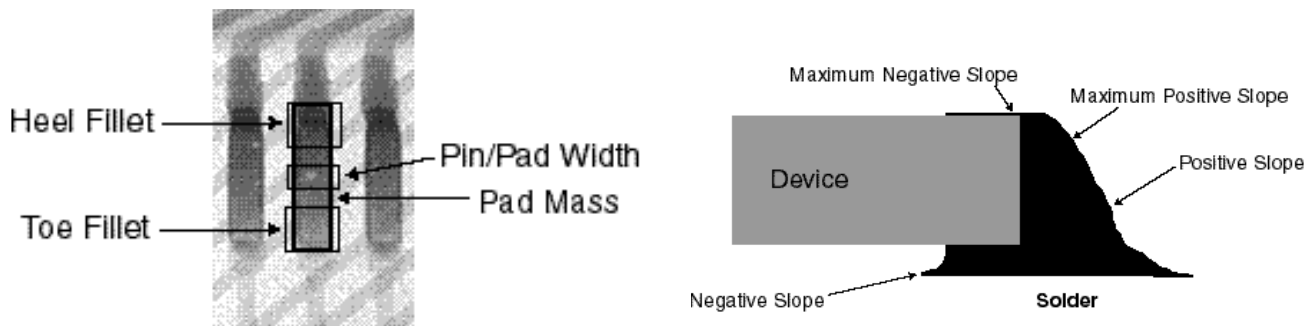 Heel Fillet
Pin/Pad Width
Pad Mass
Toe Fillet
Maximum Negative Slope
Maximum Positive Slope
Positive Slope
Device
Negative Slope
Solder